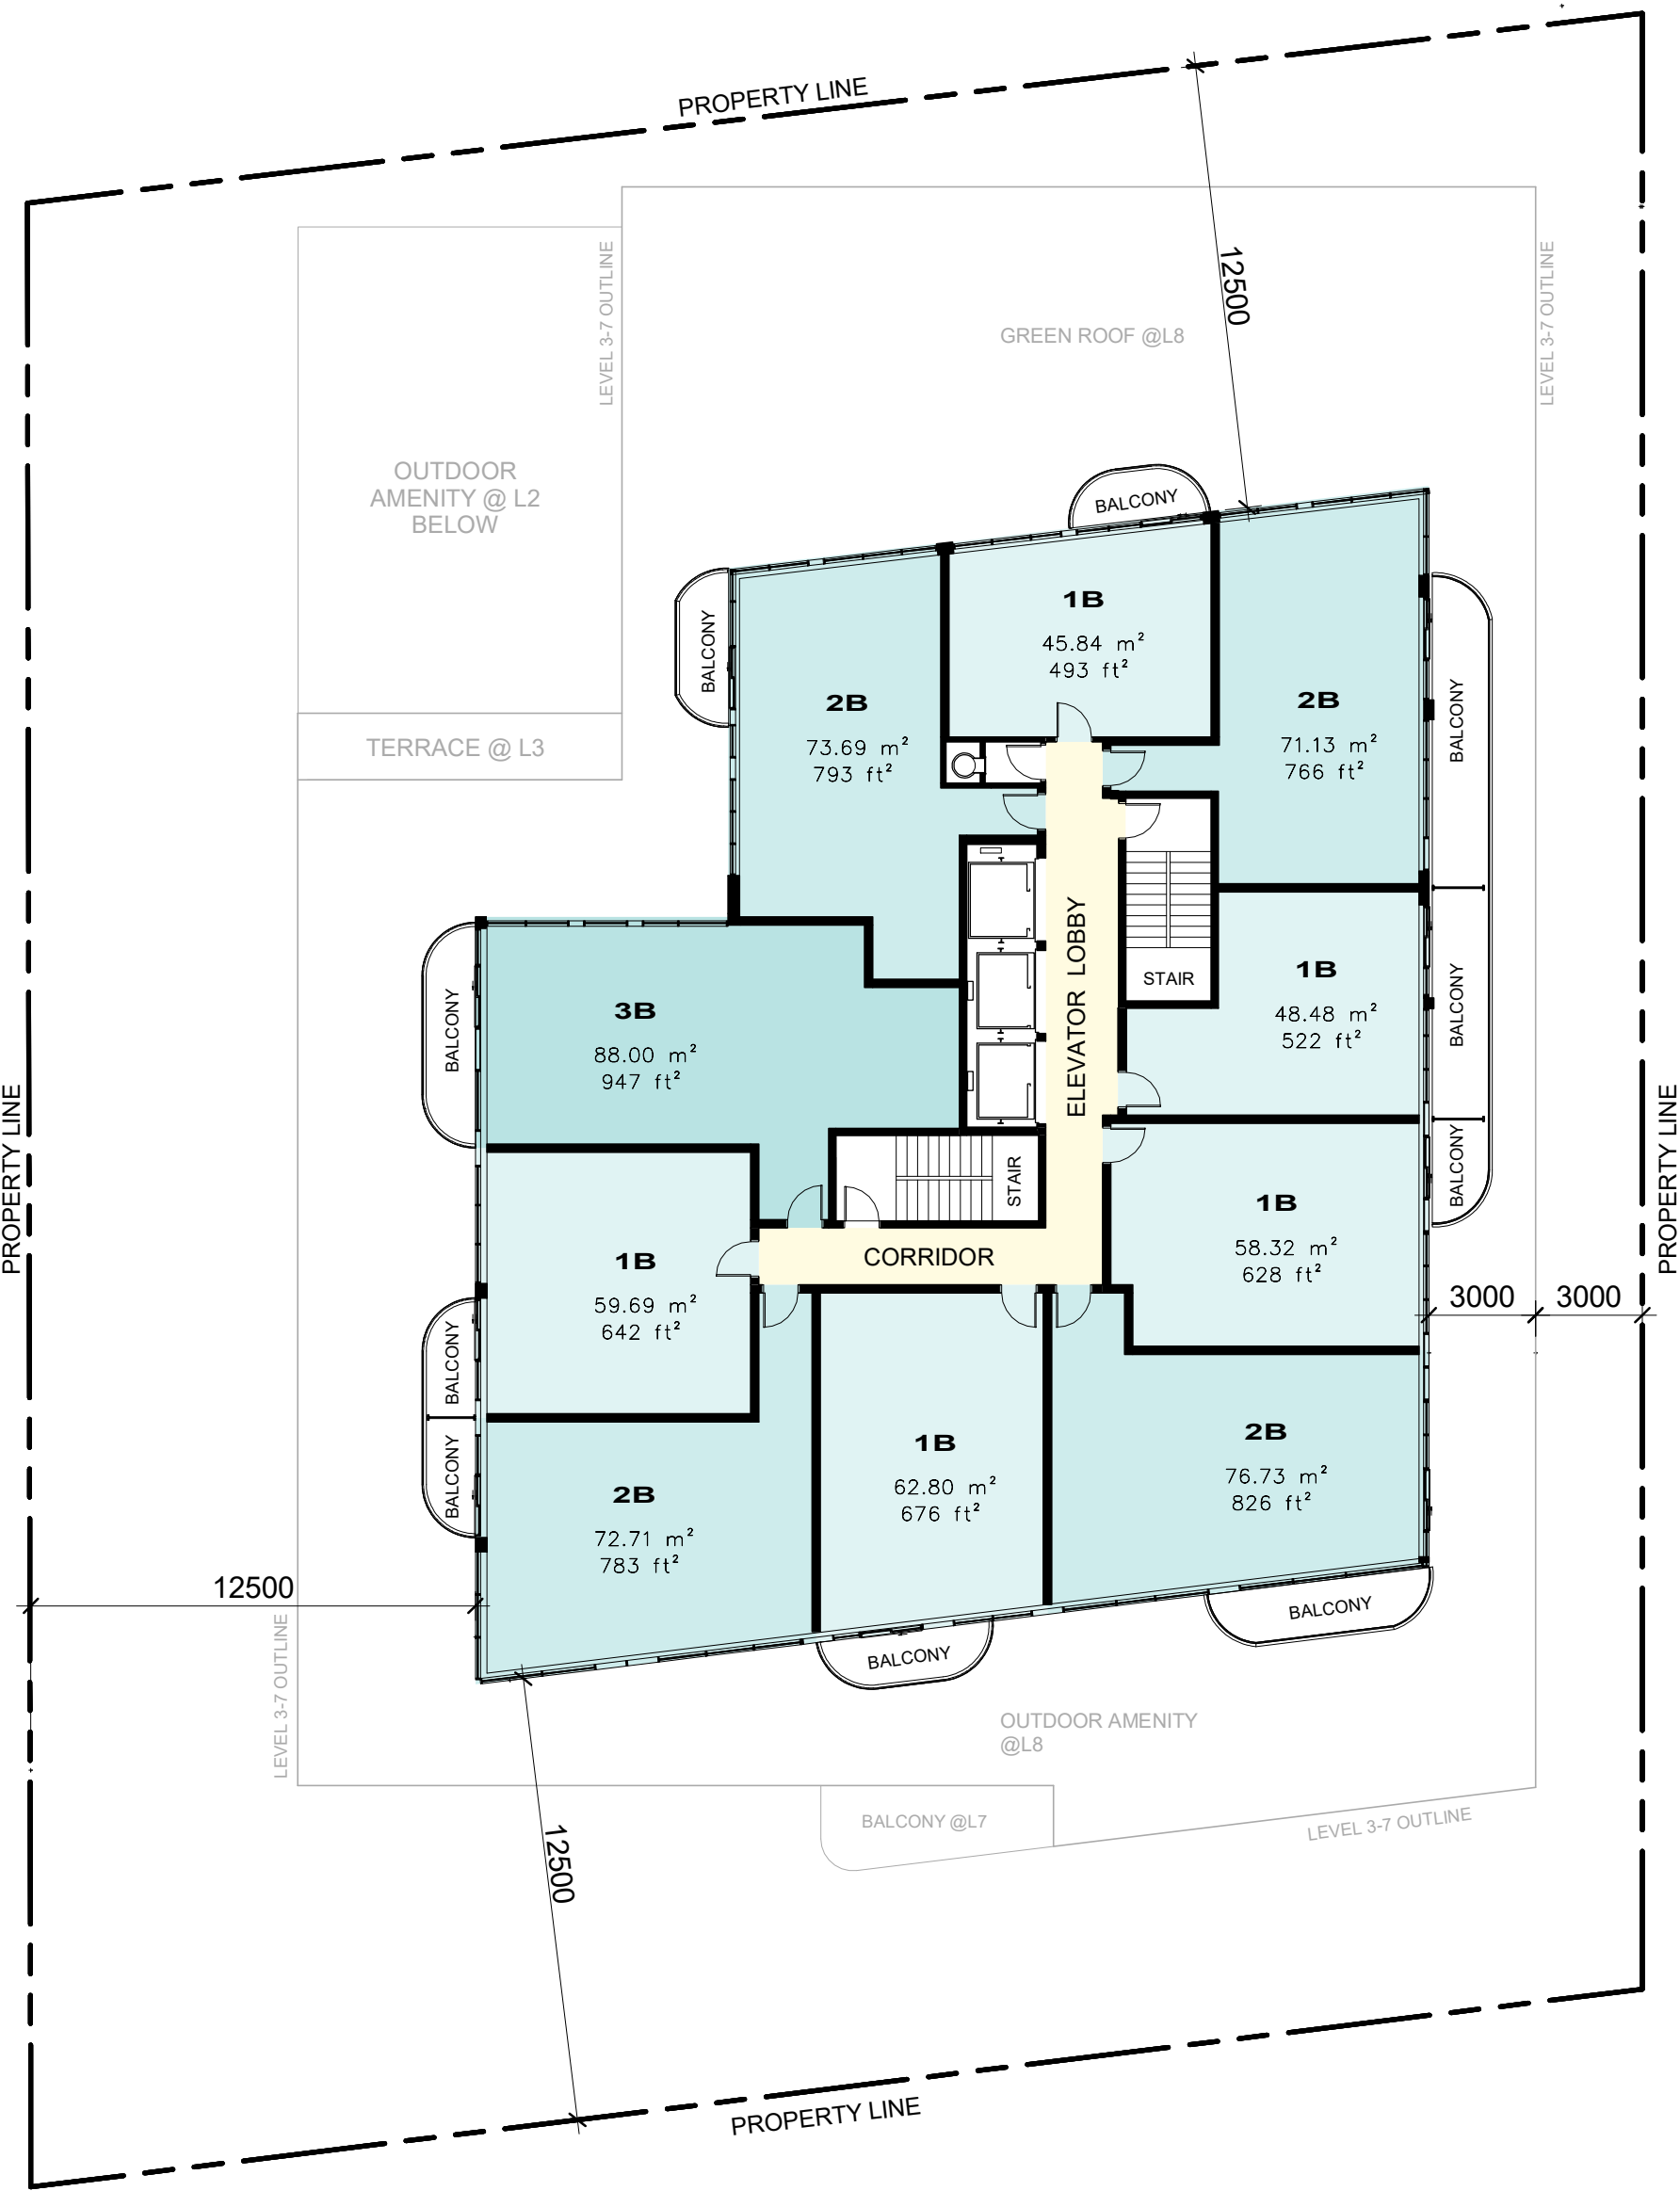 PROPERTY LINE
12500
LEVEL 3-7 OUTLINE
LEVEL 3-7 OUTLINE
GREEN ROOF @L8
OUTDOOR
AMENITY @ L2
BELOW
BALCONY
1B
45.84 m²
493 ft²
BALCONY
2B
73.69 m²
793 ft²
2B
71.13 m²
766 ft²
BALCONY
TERRACE @ L3
ELEVATOR LOBBY
STAIR
1B
48.48 m²
522 ft²
BALCONY
3B
88.00 m²
947 ft²
BALCONY
PROPERTY LINE
PROPERTY LINE
STAIR
BALCONY
1B
58.32 m²
628 ft²
CORRIDOR
1B
59.69 m²
642 ft²
3000
3000
BALCONY
BALCONY
2B
72.71 m²
783 ft²
1B
62.80 m²
676 ft²
2B
76.73 m²
826 ft²
12500
BALCONY
BALCONY
LEVEL 3-7 OUTLINE
OUTDOOR AMENITY
@L8
BALCONY @L7
LEVEL 3-7 OUTLINE
12500
PROPERTY LINE